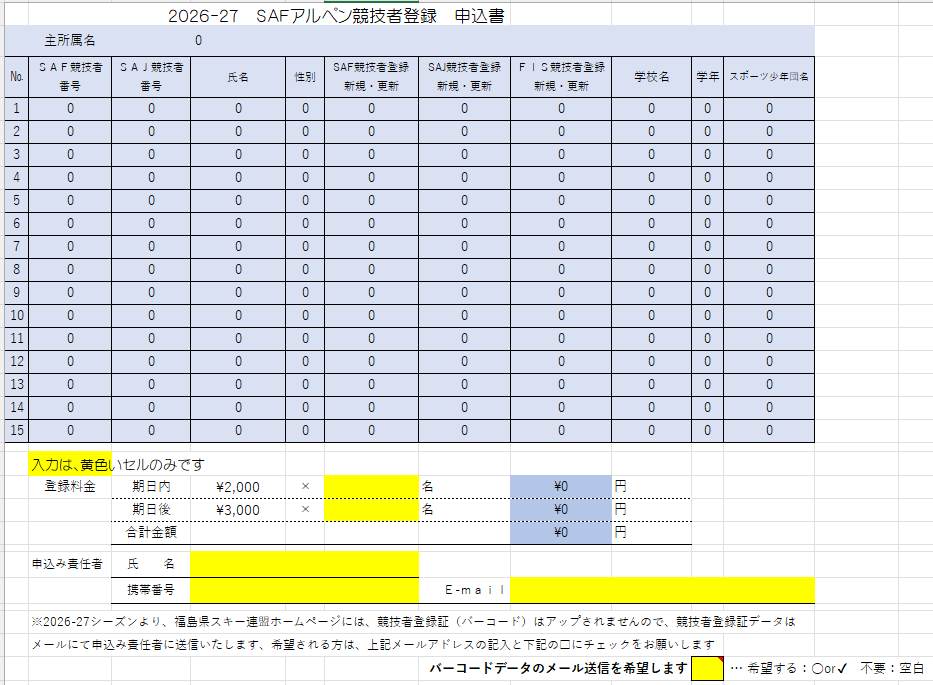 2026-27　SAFアルペン競技者登録　申込書
主所属名 0
No. ＳＡＦ競技者番号 ＳＡＪ競技者番号 氏名 性別 SAF競技者登録新規・更新 SAJ競技者登録新規・更新 ＦＩＳ競技者登録新規・更新 学校名 学年 スポーツ少年団名
1 0 0 0 0 0 0 0 0 0 0
2 0 0 0 0 0 0 0 0 0 0
3 0 0 0 0 0 0 0 0 0 0
4 0 0 0 0 0 0 0 0 0 0
5 0 0 0 0 0 0 0 0 0 0
6 0 0 0 0 0 0 0 0 0 0
7 0 0 0 0 0 0 0 0 0 0
8 0 0 0 0 0 0 0 0 0 0
9 0 0 0 0 0 0 0 0 0 0
10 0 0 0 0 0 0 0 0 0 0
11 0 0 0 0 0 0 0 0 0 0
12 0 0 0 0 0 0 0 0 0 0
13 0 0 0 0 0 0 0 0 0 0
14 0 0 0 0 0 0 0 0 0 0
15 0 0 0 0 0 0 0 0 0 0
入力は、黄色いセルのみです
登録料金 期日内 ¥2,000 × 名 ¥0 円
期日後 ¥3,000 × 名 ¥0 円
合計金額 ¥0 円
申込み責任者 氏　名
携帯番号 Ｅ-ｍａｉｌ
※2026-27シーズンより、福島県スキー連盟ホームページには、競技者登録証（バーコード）はアップされませんので、競技者登録証データは
メールにて申込み責任者に送信いたします、希望される方は、上記メールアドレスの記入と下記の□にチェックをお願いします
バーコードデータのメール送信を希望します … 希望する：○or✓　不要：空白